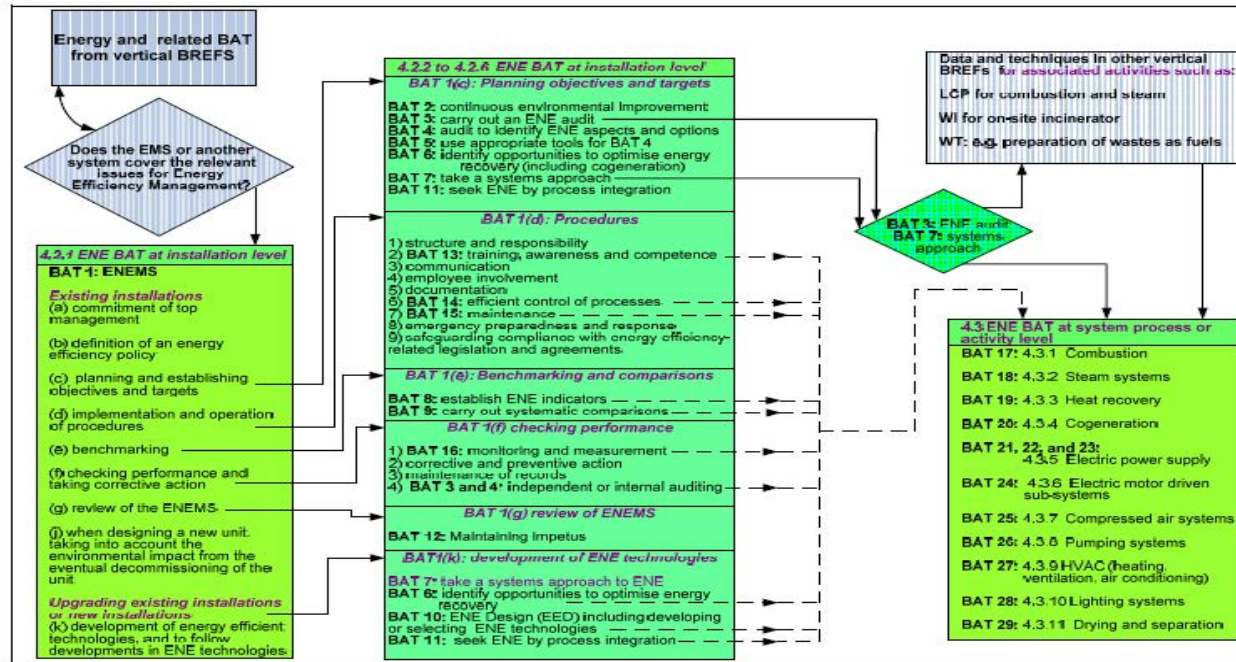 Energy and related BAT
from vertical BREFS
Does the EMS or another
system cover the relevant
issues for Energy
Efficiency Management?
4.2.1 ENE BAT at installation level
BAT 1: ENEMS
Existing installations
(a) commitment of top
management
(b) definition of an energy
efficiency policy
(c) planning and establishing
objectives and targets
(d) implementation and operation
of procedures
(e) benchmarking
(f) checking performance and
taking corrective action
(g) review of the ENEMS
(j) when designing a new unit,
taking into account the
environmental impact from the
eventual decommissioning of the
unit
Upgrading existing installations
or new installations
(k) development of energy efficient
technologies, and to follow
developments in ENE technologies.
4.2.2 to 4.2.6 ENE BAT at installation level
BAT 1(c): Planning objectives and targets
BAT 2: continuous environmental improvement
BAT 3: carry out an ENE audit
BAT 4: audit to identify ENE aspects and options
BAT 5: use appropriate tools for BAT 4
BAT 6: identify opportunities to optimise energy
recovery (including cogeneration)
BAT 7: take a systems approach
BAT 11: seek ENE by process integration
BAT 1(d): Procedures
1) structure and responsibility
2) BAT 13: training, awareness and competence
3) communication
4) employee involvement
5) documentation
6) BAT 14: efficient control of processes
7) BAT 15: maintenance
8) emergency preparedness and response
9) safeguarding compliance with energy efficiency-
related legislation and agreements.
BAT 1(e): Benchmarking and comparisons
BAT 8: establish ENE indicators
BAT 9: carry out systematic comparisons
BAT 1(f) checking performance
1) BAT 16: monitoring and measurement
2) corrective and preventive action
3) maintenance of records
4) BAT 3 and 4: independent or internal auditing
BAT 1(g) review of ENEMS
BAT 12: Maintaining impetus
BAT1(k): development of ENE technologies
BAT 7: take a systems approach to ENE
BAT 6: identify opportunities to optimise energy
recovery
BAT 10: ENE Design (EED) including developing
or selecting ENE technologies
BAT 11: seek ENE by process integration
BAT 3: ENE audit
BAT 7: systems
approach
Data and techniques in other vertical
BREFs for associated activities such as:
LCP for combustion and steam
WI for on-site incinerator
WT: e.g. preparation of wastes as fuels
4.3 ENE BAT at system process or
activity level
BAT 17: 4.3.1 Combustion
BAT 18: 4.3.2 Steam systems
BAT 19: 4.3.3 Heat recovery
BAT 20: 4.3.4 Cogeneration
BAT 21, 22, and 23:
4.3.5 Electric power supply
BAT 24: 4.3.6 Electric motor driven
sub-systems
BAT 25: 4.3.7 Compressed air systems
BAT 26: 4.3.8 Pumping systems
BAT 27: 4.3.9 HVAC (heating,
ventilation, air conditioning)
BAT 28: 4.3.10 Lighting systems
BAT 29: 4.3.11 Drying and separation